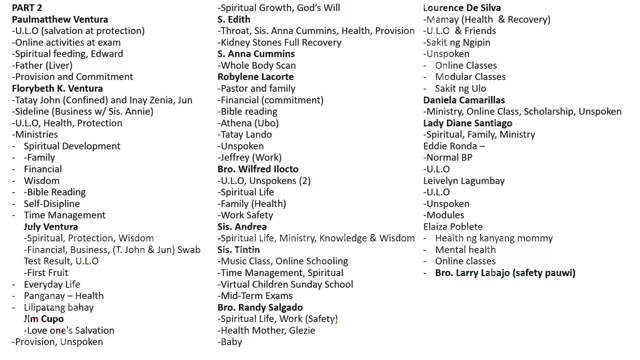 PART 2
Paulmatthew Ventura
-U.L.O (salvation at protection)
-Online activities at exam
-Spiritual feeding, Edward
-Father (Liver)
-Provision and Commitment
Florybeth K. Ventura
-Tatay John (Confined) and Inay Zenia, Jun
-Sideline (Business w/ Sis. Annie)
-U.L.O, Health, Protection
-Ministries
- Spiritual Development
- -Family
- Financial
- Wisdom
- -Bible Reading
- Self-Disipline
- Time Management
July Ventura
-Spiritual, Protection, Wisdom
-Financial, Business, (T. John & Jun) Swab
Test Result, U.L.O
-First Fruit
- Everyday Life
- Panganay – Health
- Lilipatang bahay
Jim Cupo
-Love one's Salvation
-Provision, Unspoken
-Spiritual Growth, God's Will
S. Edith
-Throat, Sis. Anna Cummins, Health, Provision
-Kidney Stones Full Recovery
S. Anna Cummins
-Whole Body Scan
Robylene Lacorte
-Pastor and family
-Financial (commitment)
-Bible reading
-Athena (Ubo)
-Tatay Lando
-Unspoken
-Jeffrey (Work)
Bro. Wilfred Ilocto
-U.L.O, Unspokens (2)
-Spiritual Life
-Family (Health)
-Work Safety
Sis. Andrea
-Spiritual Life, Ministry, Knowledge & Wisdom
Sis. Tintin
-Music Class, Online Schooling
-Time Management, Spiritual
-Virtual Children Sunday School
-Mid-Term Exams
Bro. Randy Salgado
-Spiritual Life, Work (Safety)
-Health Mother, Glezie
-Baby
Lourence De Silva
-Mamay (Health & Recovery)
-U.L.O & Friends
-Sakit ng Ngipin
-Unspoken
- Online Classes
- Modular Classes
- Sakit ng Ulo
Daniela Camarillas
-Ministry, Online Class, Scholarship, Unspoken
Lady Diane Santiago
-Spiritual, Family, Ministry
Eddie Ronda –
-Normal BP
-U.L.O
Leivelyn Lagumbay
-U.L.O
-Unspoken
-Modules
Elaiza Poblete
- Health ng kanyang mommy
- Mental health
- Online classes
- Bro. Larry Labajo (safety pauwi)